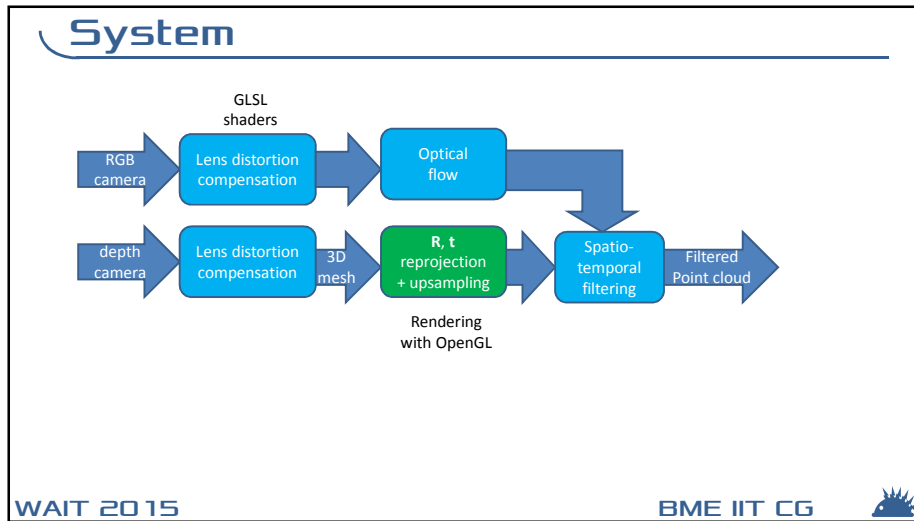 System
GLSL
shaders
RGB
camera
Lens distortion
compensation
Optical
flow
depth
camera
Lens distortion
compensation
3D
mesh
R, t
reprojection
+ upsampling
Spatio-
temporal
filtering
Filtered
Point cloud
Rendering
with OpenGL
WAIT 2015
BME IIT CG